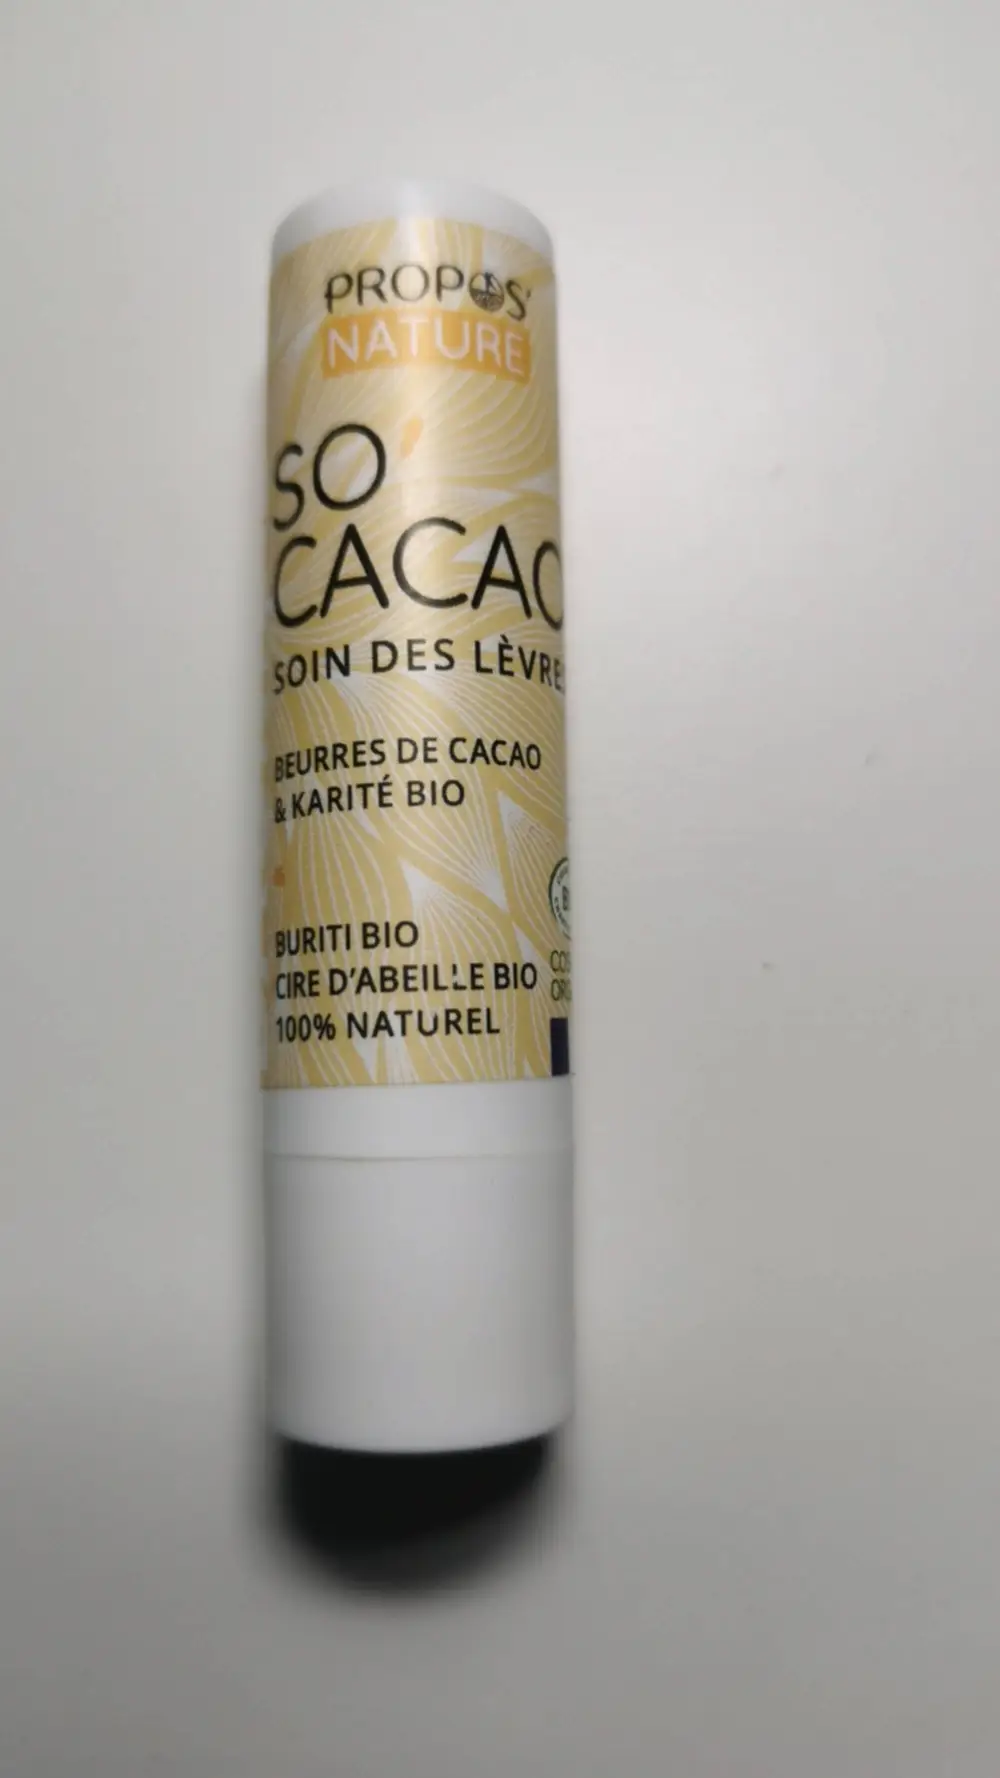 PROPOS'
NATURE
SO'
CACAO
SOIN DES LÈVRES
BEURRES DE CACAO
& KARITÉ BIO
BURITI BIO
CIRE D'ABEILLE BIO
100% NATUREL